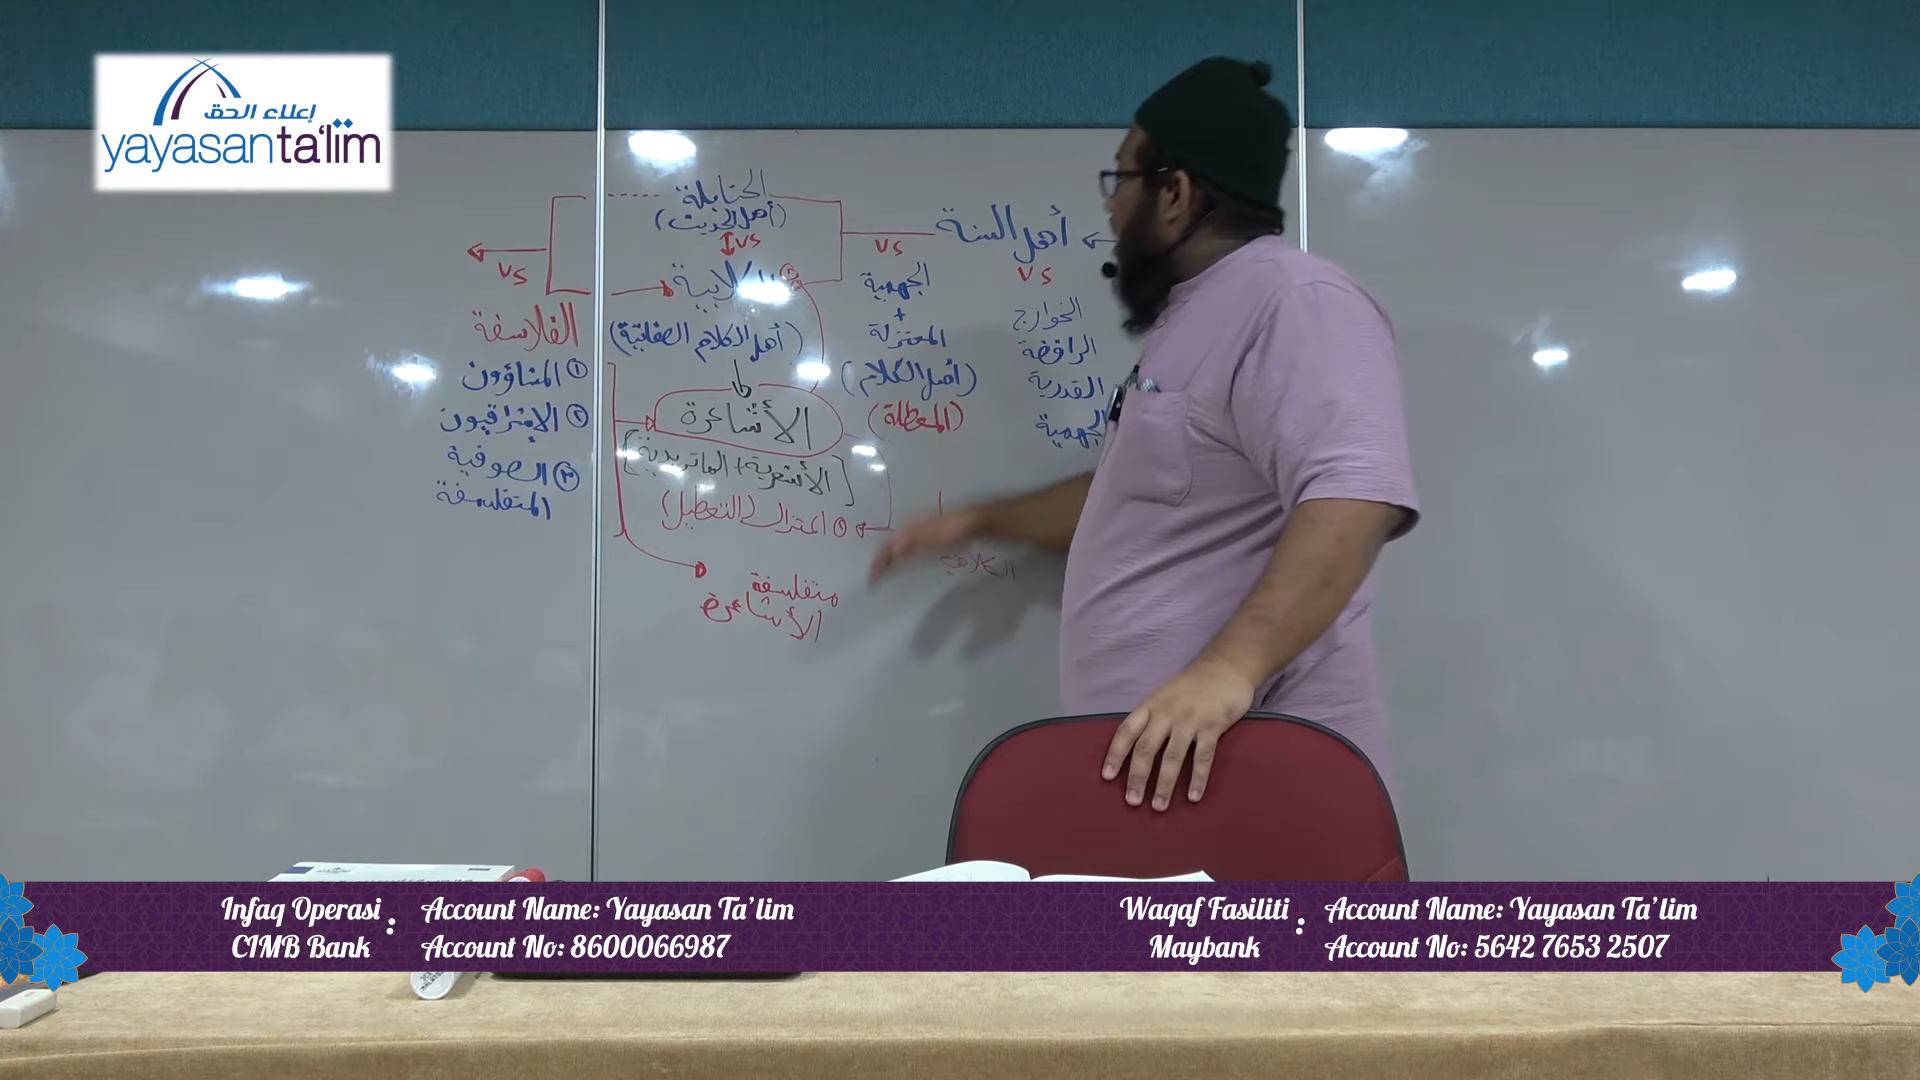 إعلاء الحق
yayasanta'lim
أهل السنة
vs
الخوارج
الرافضة
القدرية
الجهمية
vs
الجهمية
+
المعتزلة
(أهل الكلام)
(المعطلة)
الحنابلة
(أهل الحديث)
vs
الكلابية
(أهل الكلام الصفاتية)
الأشاعرة
[الأشعرية + الماتريدية]
① اعتزال (التعطيل)
متفلسفة
الأشاعرة
vs
الفلاسفة
① المشاؤون
② الإشراقيون
③ الصوفية
المتفلسفة
Infaq Operasi : Account Name: Yayasan Ta'lim
CIMB Bank Account No: 8600066987
Waqaf Fasiliti : Account Name: Yayasan Ta'lim
Maybank Account No: 5642 7653 2507